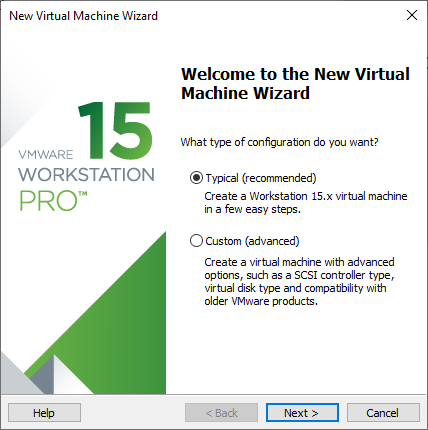 New Virtual Machine Wizard
VMWARE
WORKSTATION
PRO™
15
Welcome to the New Virtual
Machine Wizard
What type of configuration do you want?
Typical (recommended)
Create a Workstation 15.x virtual machine
in a few easy steps.
Custom (advanced)
Create a virtual machine with advanced
options, such as a SCSI controller type,
virtual disk type and compatibility with
older VMware products.
Help
< Back
Next >
Cancel